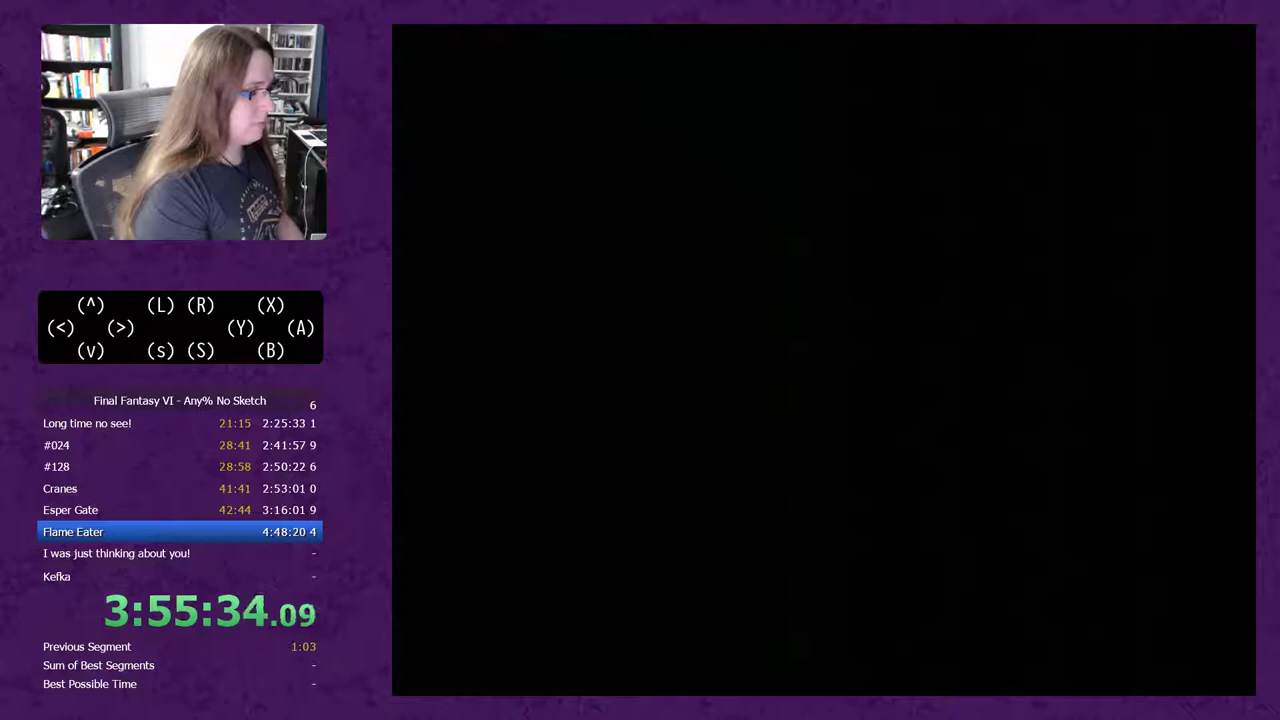 (^) (L) (R) (X)
(<) (>) (Y) (A)
(v) (s) (S) (B)
Final Fantasy VI - Any% No Sketch 6
Long time no see! 21:15 2:25:33 1
#024 28:41 2:41:57 9
#128 28:58 2:50:22 6
Cranes 41:41 2:53:01 0
Esper Gate 42:44 3:16:01 9
Flame Eater 4:48:20 4
I was just thinking about you! -
Kefka -
3:55:34.09
Previous Segment 1:03
Sum of Best Segments -
Best Possible Time -